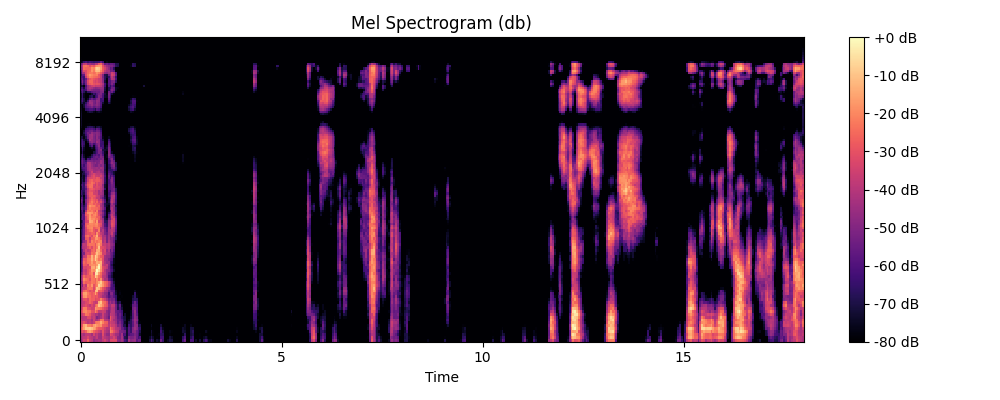 Mel Spectrogram (db)
8192
4096
2048
1024
512
0
Hz
0 5 10 15
Time
+0 dB
-10 dB
-20 dB
-30 dB
-40 dB
-50 dB
-60 dB
-70 dB
-80 dB